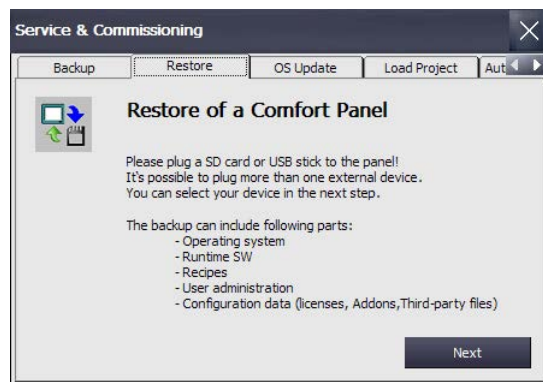 Service & Commissioning
Backup
Restore
OS Update
Load Project
Aut
Restore of a Comfort Panel
Please plug a SD card or USB stick to the panel!
It's possible to plug more than one external device.
You can select your device in the next step.
The backup can include following parts:
- Operating system
- Runtime SW
- Recipes
- User administration
- Configuration data (licenses, Addons,Third-party files)
Next